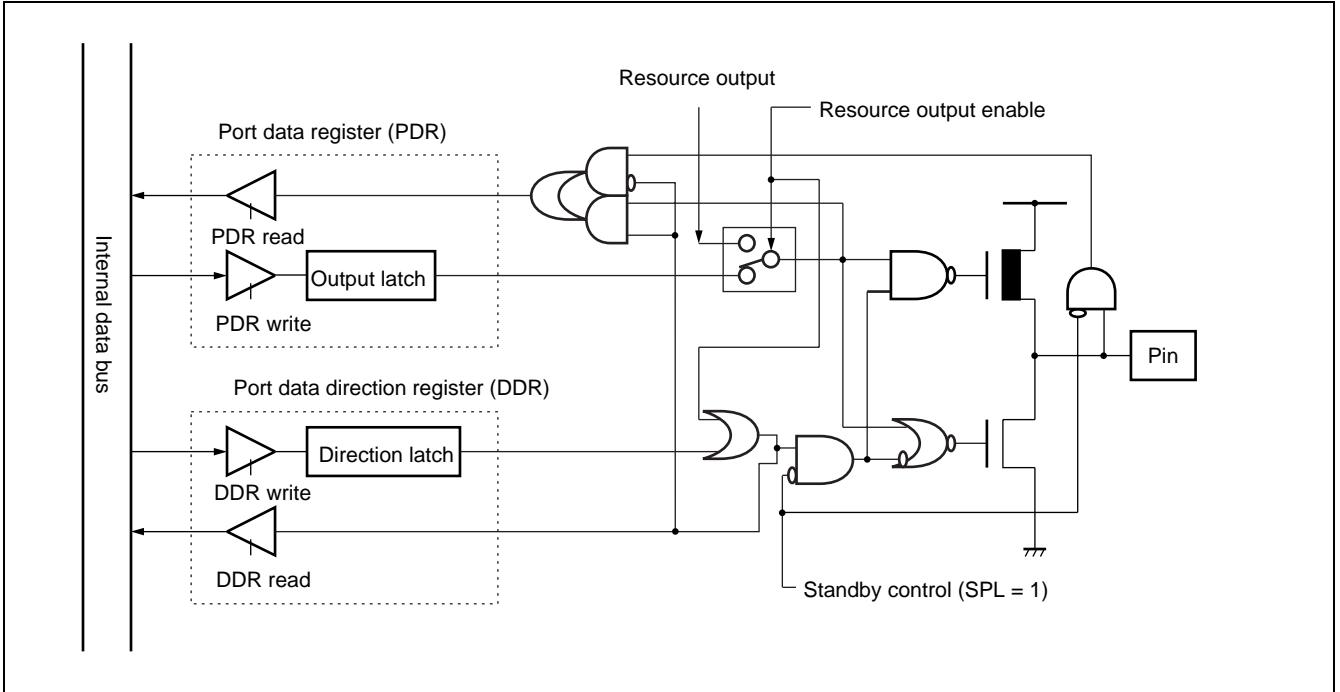 Resource output
Resource output enable
Port data register (PDR)
PDR read
Output latch
PDR write
Internal data bus
Pin
Port data direction register (DDR)
Direction latch
DDR write
DDR read
Standby control (SPL = 1)